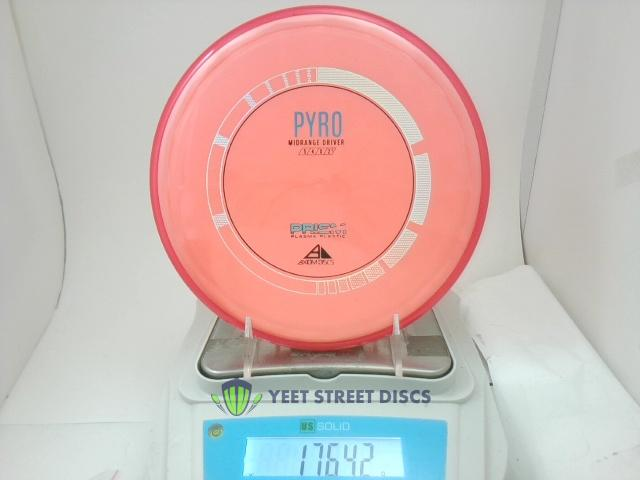 PYRO
MIDRANGE DRIVER
PRISM
PLASMA PLASTIC
AXIOM DISCS
YEET STREET DISCS
US SOLID
176.42
g